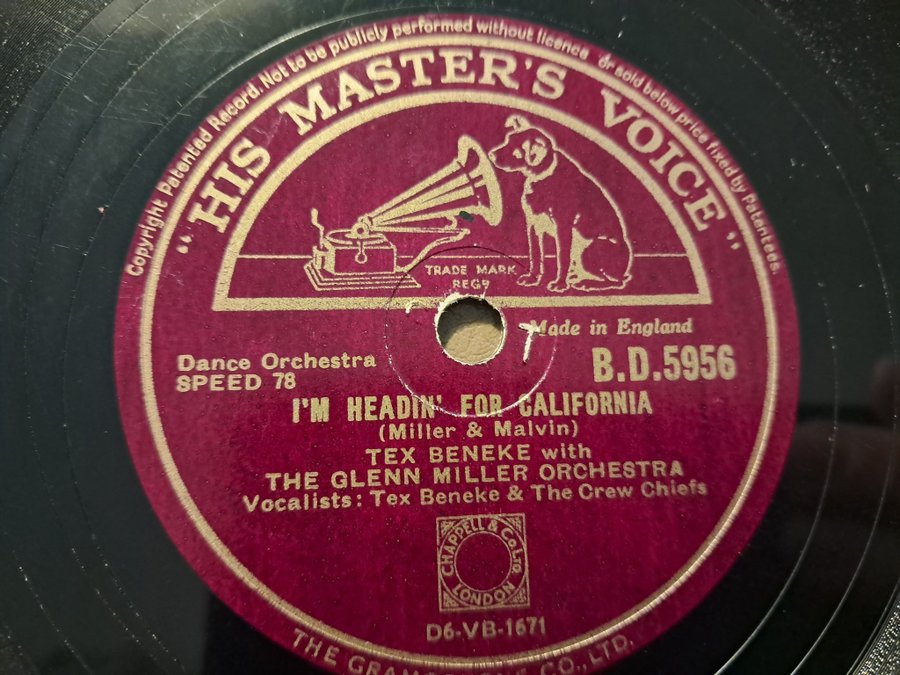 Copyright Patented Record. Not to be publicly performed without licence or sold below price fixed by Patentees.
"HIS MASTER'S VOICE"
TRADE MARK
REGD
Made in England
Dance Orchestra
SPEED 78
B.D.5956
I'M HEADIN' FOR CALIFORNIA
(Miller & Malvin)
TEX BENEKE with
THE GLENN MILLER ORCHESTRA
Vocalists: Tex Beneke & The Crew Chiefs
CHAPPELL & Co. LTD.
LONDON
D6-VB-1671
THE GRAMOPHONE CO., LTD.